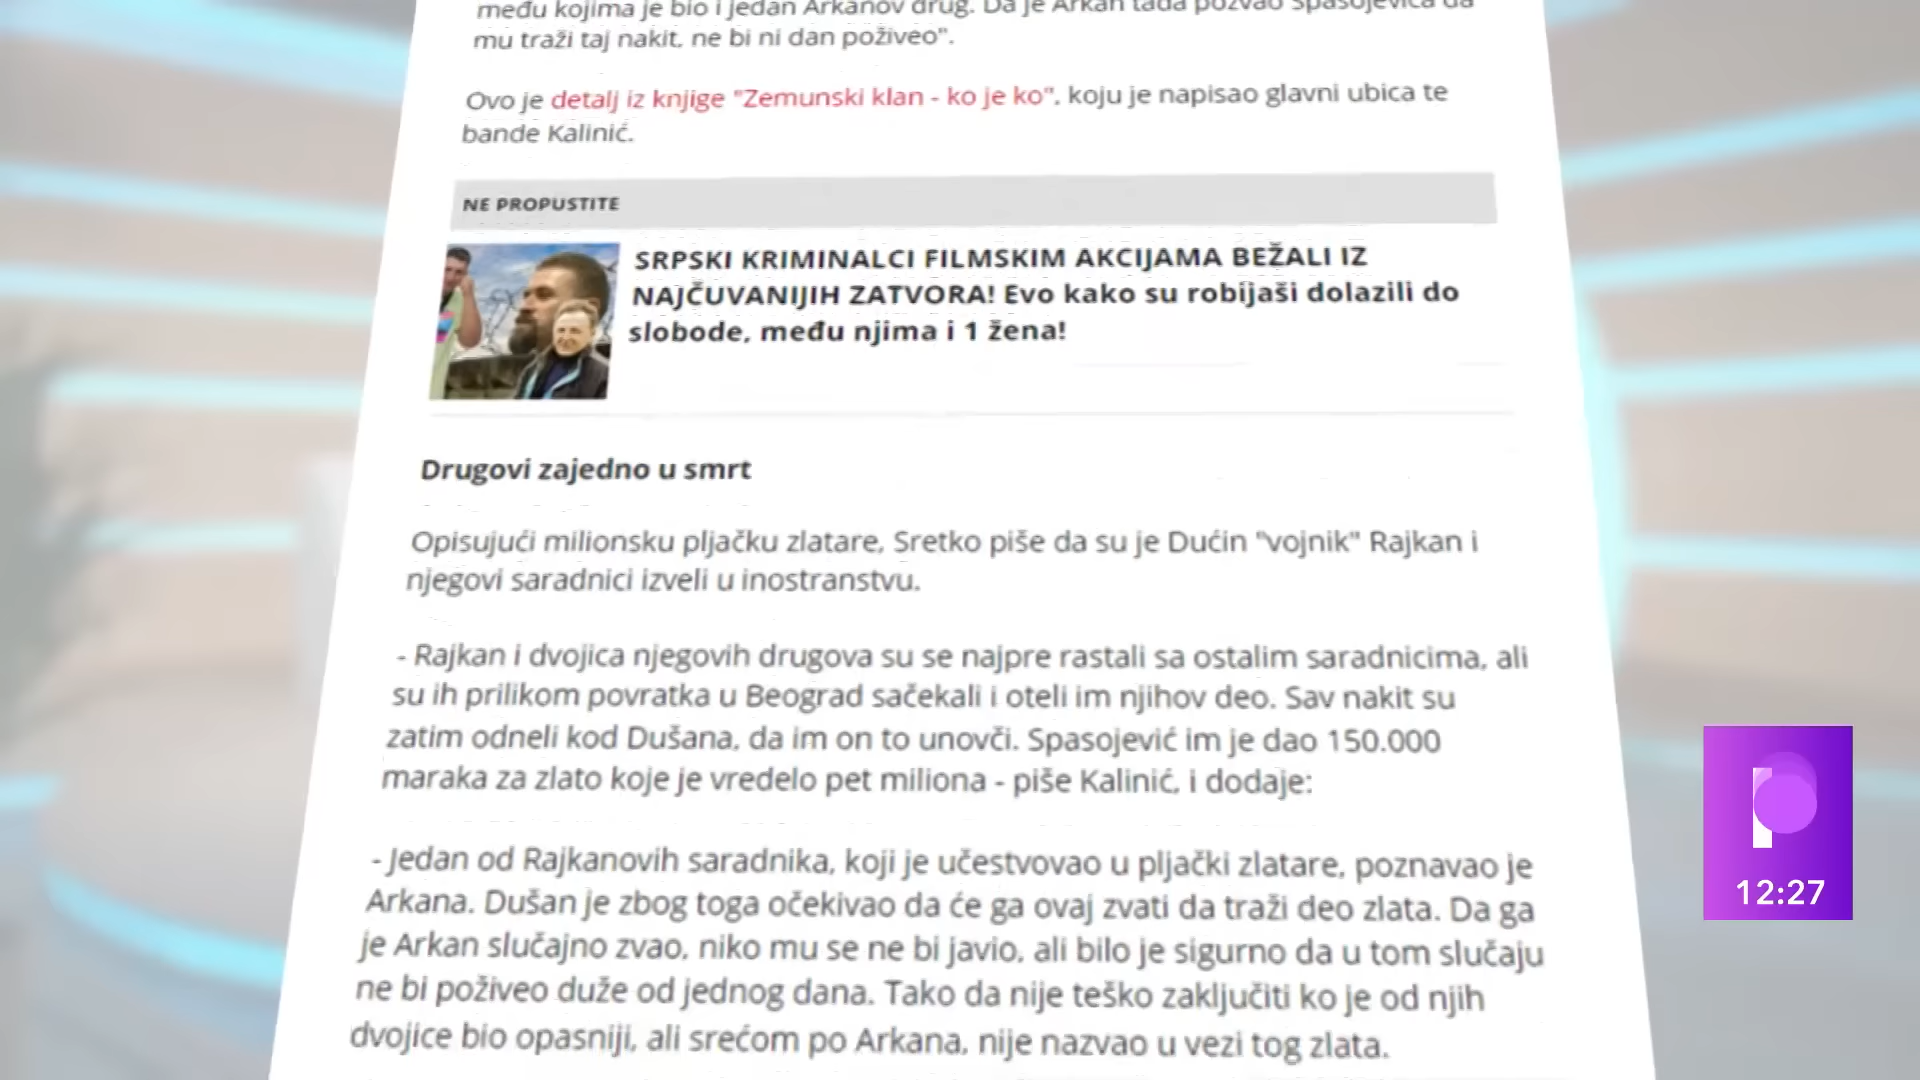 među kojima je bio i jedan Arkanov drug. Da je Arkan tada pozvao Spasojevića da
mu traži taj nakit, ne bi ni dan poživeo".
Ovo je detalj iz knjige "Zemunski klan - ko je ko", koju je napisao glavni ubica te
bande Kalinić.
NE PROPUSTITE
SRPSKI KRIMINALCI FILMSKIM AKCIJAMA BEŽALI IZ
NAJČUVANIJIH ZATVORA! Evo kako su robijaši dolazili do
slobode, među njima i 1 žena!
Drugovi zajedno u smrt
Opisujući milionsku pljačku zlatare, Sretko piše da su je Dućin "vojnik" Rajkan i
njegovi saradnici izveli u inostranstvu.
- Rajkan i dvojica njegovih drugova su se najpre rastali sa ostalim saradnicima, ali
su ih prilikom povratka u Beograd sačekali i oteli im njihov deo. Sav nakit su
zatim odneli kod Dušana, da im on to unovči. Spasojević im je dao 150.000
maraka za zlato koje je vredelo pet miliona - piše Kalinić, i dodaje:
- Jedan od Rajkanovih saradnika, koji je učestvovao u pljački zlatare, poznavao je
Arkana. Dušan je zbog toga očekivao da će ga ovaj zvati da traži deo zlata. Da ga
je Arkan slučajno zvao, niko mu se ne bi javio, ali bilo je sigurno da u tom slučaju
ne bi poživeo duže od jednog dana. Tako da nije teško zaključiti ko je od njih
dvojice bio opasniji, ali srećom po Arkana, nije nazvao u vezi tog zlata.
12:27